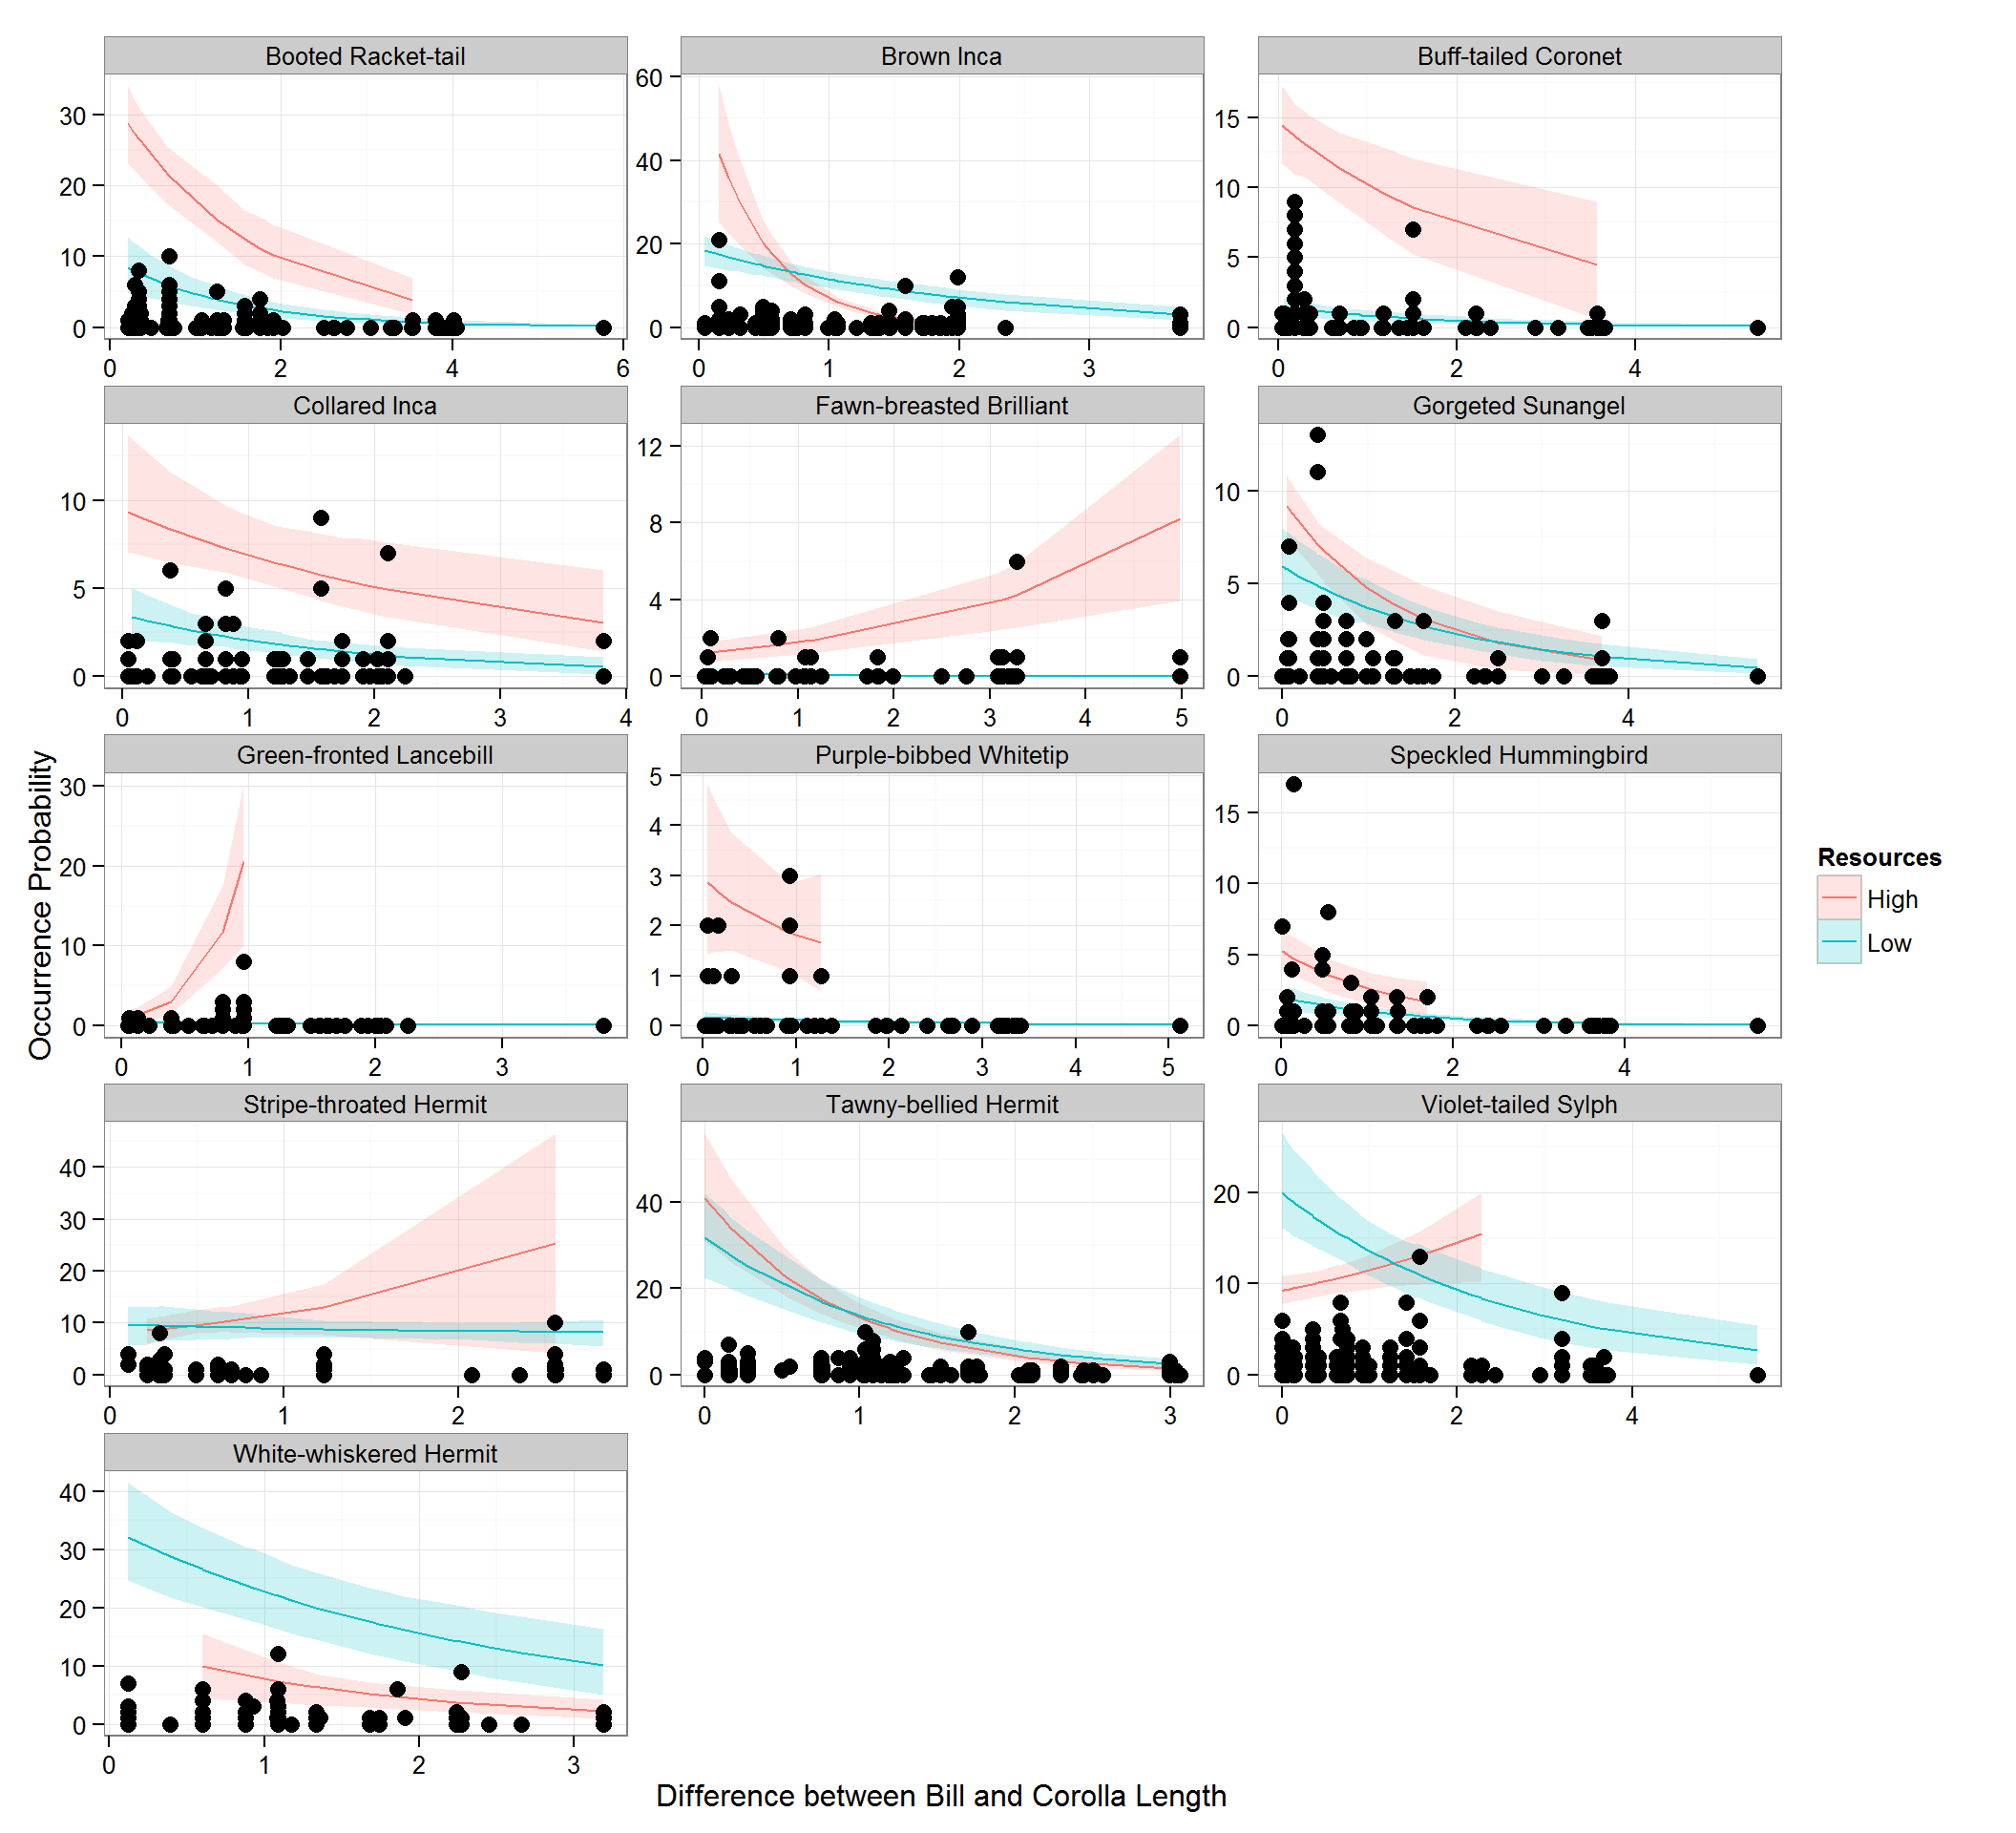 Booted Racket-tail Brown Inca Buff-tailed Coronet
30 20 10 0
60 40 20 0
15 10 5 0
0 2 4 6 0 1 2 3 0 2 4
Collared Inca Fawn-breasted Brilliant Gorgeted Sunangel
10 5 0
12 8 4 0
10 5 0
0 1 2 3 4 0 1 2 3 4 5 0 2 4
Green-fronted Lancebill Purple-bibbed Whitetip Speckled Hummingbird
30 20 10 0
5 4 3 2 1 0
15 10 5 0
0 1 2 3 0 1 2 3 4 5 0 2 4
Stripe-throated Hermit Tawny-bellied Hermit Violet-tailed Sylph
40 30 20 10 0
40 20 0
20 10 0
0 1 2 0 1 2 3 0 2 4
White-whiskered Hermit
40 30 20 10 0
0 1 2 3
Occurrence Probability
Difference between Bill and Corolla Length
Resources
High
Low